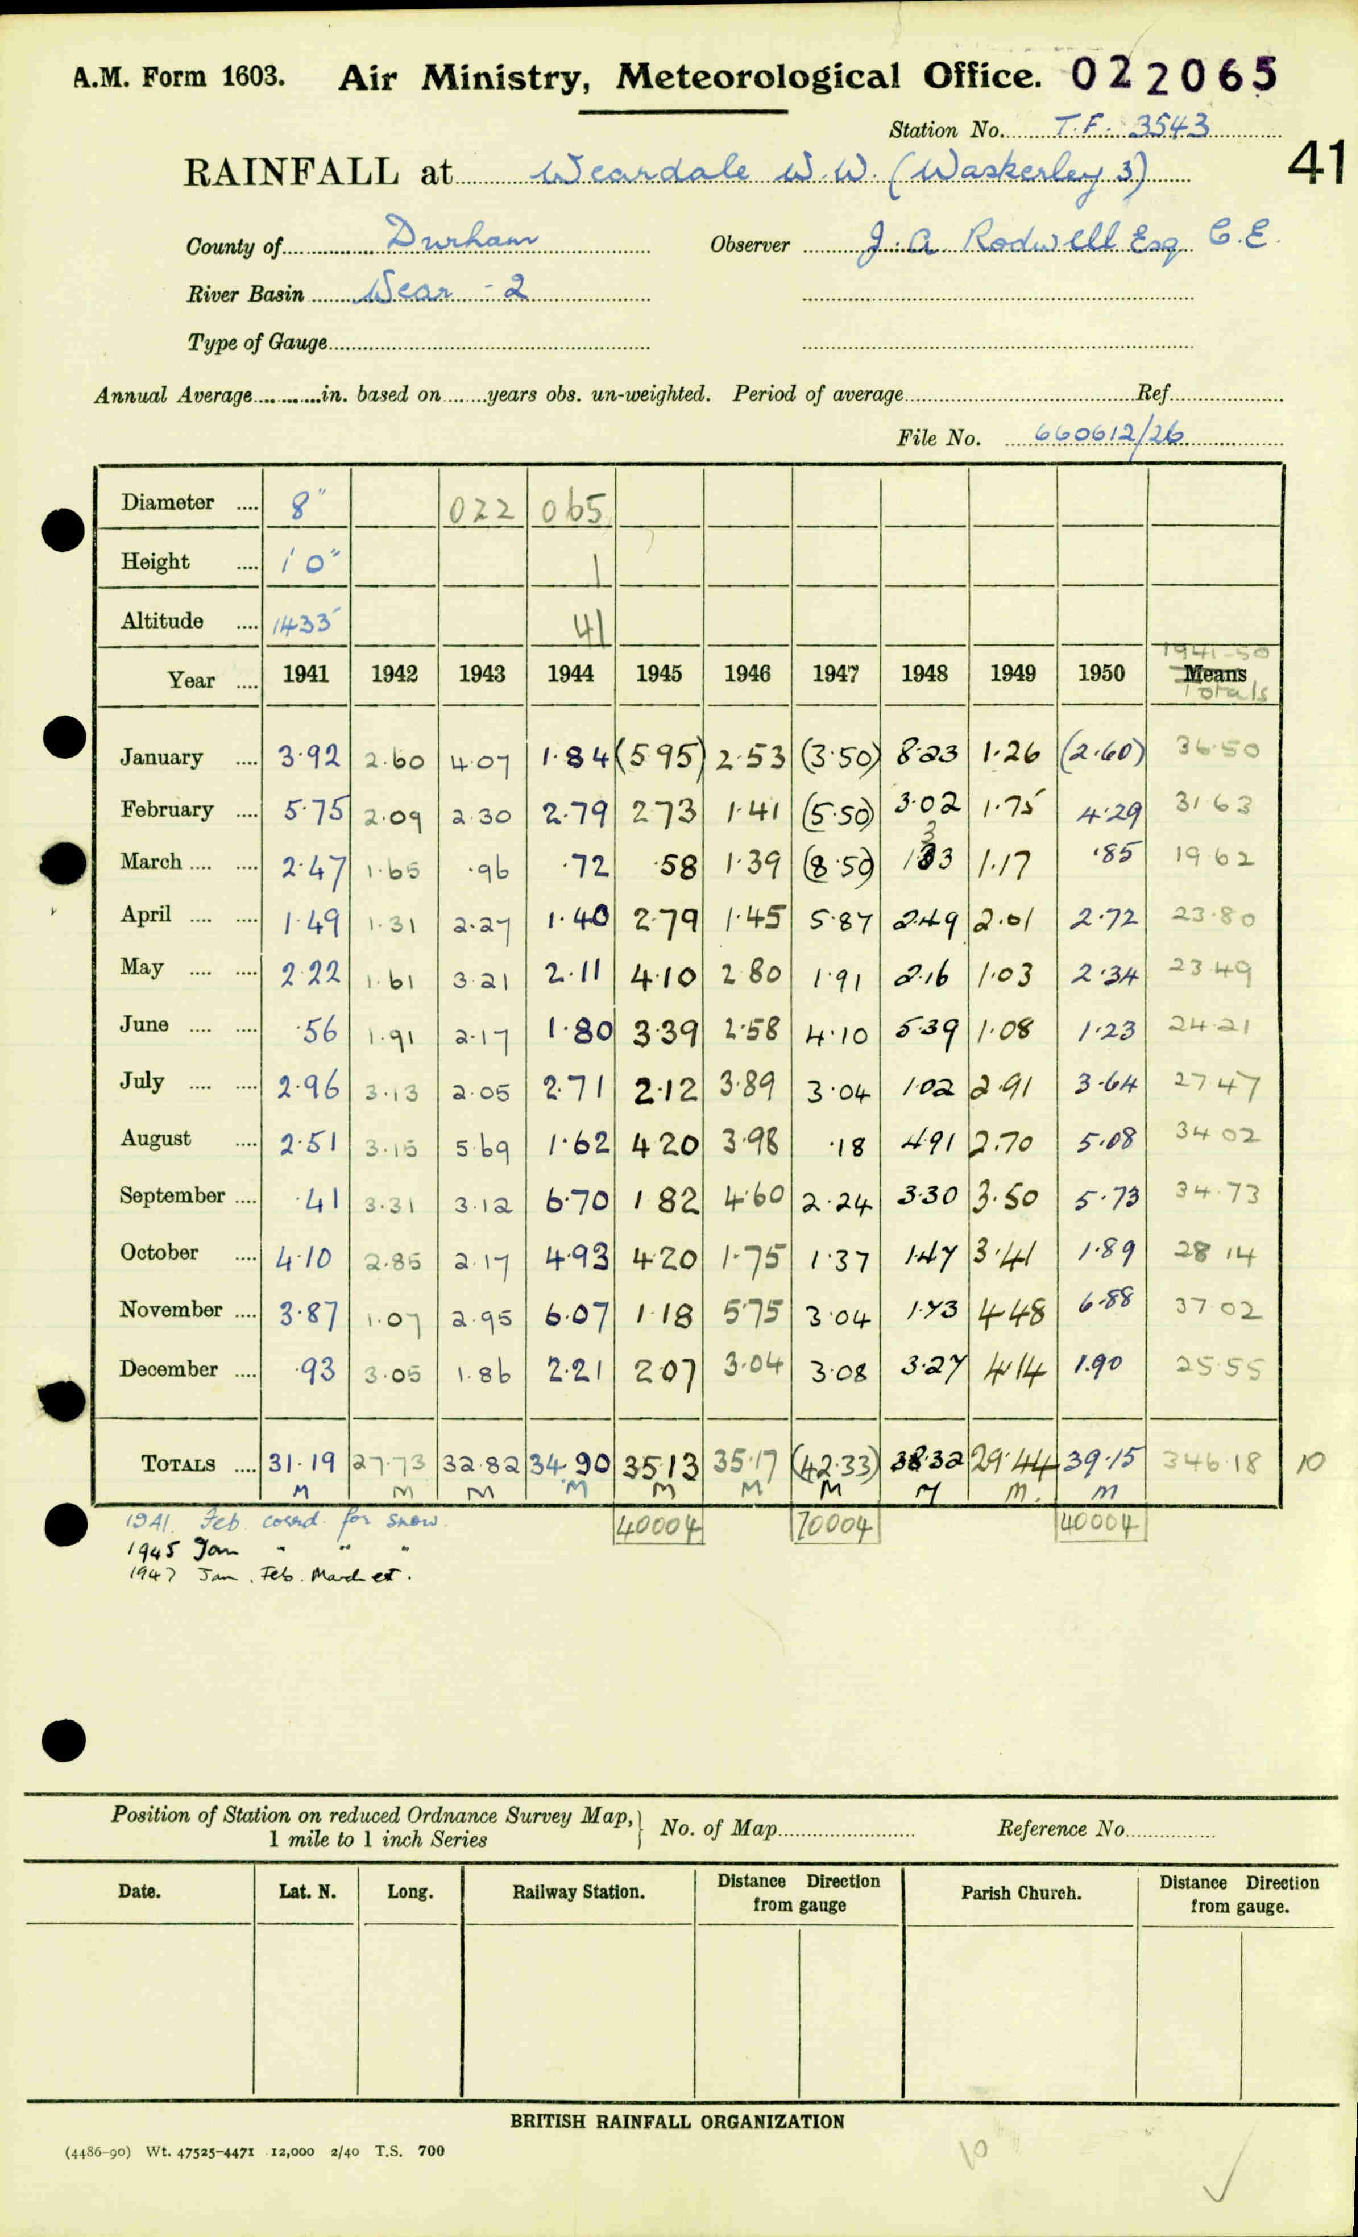 A.M. Form 1603. Air Ministry, Meteorological Office. 022065
Station No. T.F. 3543
RAINFALL at Weardale W.W. (Waskerley 3) 41
County of Durham Observer J. A Rodwell Esq C.E.
River Basin Wear - 2
Type of Gauge
Annual Average in. based on years obs. un-weighted. Period of average Ref
File No. 660612/26
Diameter 8" 022 065
Height 1' 0" 1
Altitude 1433' 41
Year 1941 1942 1943 1944 1945 1946 1947 1948 1949 1950 1941-50 Means Totals
January 3.92 2.60 4.07 1.84 (5 95) 2.53 (3.50) 8.23 1.26 (2.60) 36.50
February 5.75 2.09 2.30 2.79 2.73 1.41 (5.50) 3.02 1.75 4.29 31 63
March 2.47 1.65 .96 .72 .58 1.39 (8.50) 1.33 1.17 .85 19 62
April 1.49 1.31 2.27 1.40 2.79 1.45 5.87 2.49 2.01 2.72 23.80
May 2.22 1.61 3.21 2.11 4.10 2.80 1.91 2.16 1.03 2.34 23.49
June .56 1.91 2.17 1.80 3.39 2.58 4.10 5.39 1.08 1.23 24.21
July 2.96 3.13 2.05 2.71 2.12 3.89 3.04 1.02 2.91 3.64 27.47
August 2.51 3.15 5.69 1.62 4.20 3.98 .18 4.91 2.70 5.08 34 02
September .41 3.31 3.12 6.70 1 82 4.60 2.24 3.30 3.50 5.73 34.73
October 4.10 2.85 2.17 4.93 4.20 1.75 1.37 1.47 3.41 1.89 28 14
November 3.87 1.07 2.95 6.07 1.18 5.75 3.04 1.73 4.48 6.88 37 02
December .93 3.05 1.86 2.21 2.07 3.04 3.08 3.27 4.14 1.90 25.55
TOTALS 31.19 27.73 32.82 34.90 35.13 35.17 (42.33) 38.32 29.44 39.15 346.18 10
M M M M M M M M M. M
1941. Feb. corrd. for snow. 40004 70004 40004
1945 Jan " " "
1947 Jan. Feb. March est.
Position of Station on reduced Ordnance Survey Map, 1 mile to 1 inch Series No. of Map Reference No.
Date. Lat. N. Long. Railway Station. Distance from gauge Direction Parish Church. Distance from gauge. Direction
BRITISH RAINFALL ORGANIZATION
(4486-90) Wt. 47525-4471 12,000 2/40 T.S. 700
10